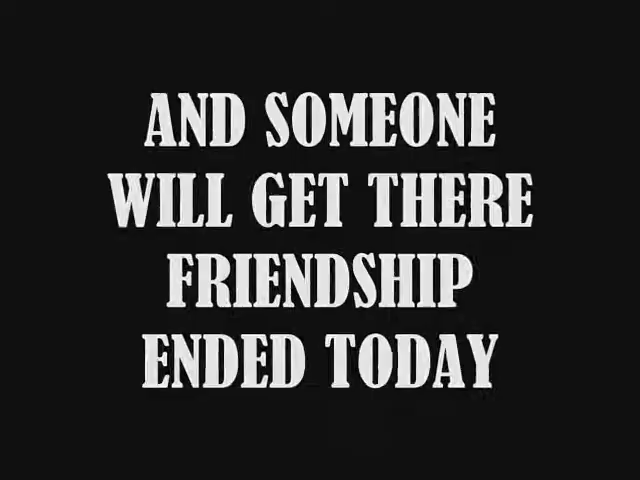 AND SOMEONE
WILL GET THERE
FRIENDSHIP
ENDED TODAY